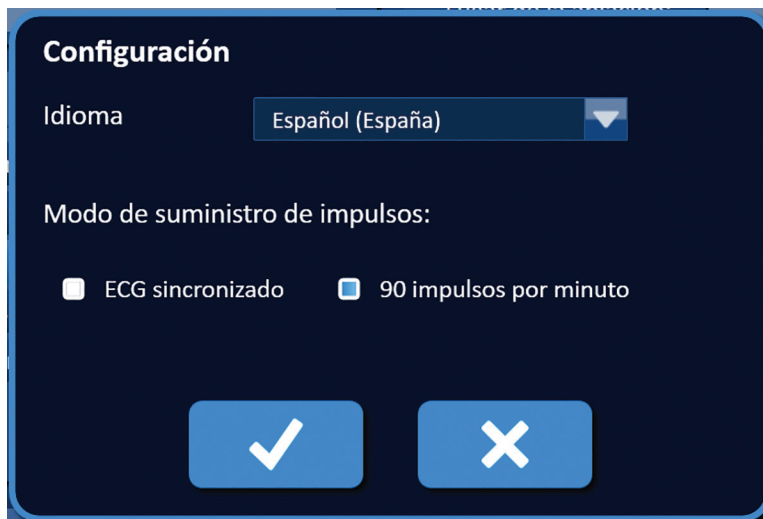 Configuración
Idioma
Español (España)
Modo de suministro de impulsos:
ECG sincronizado
90 impulsos por minuto